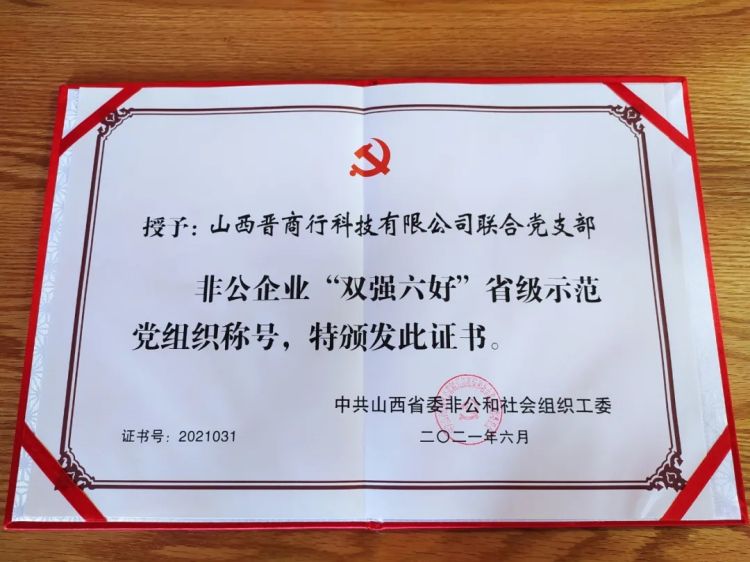 授予：山西晋商行科技有限公司联合党支部
非公企业“双强六好”省级示范
党组织称号，特颁发此证书。
中共山西省委非公和社会组织工委
证书号：2021031
二〇二一年六月